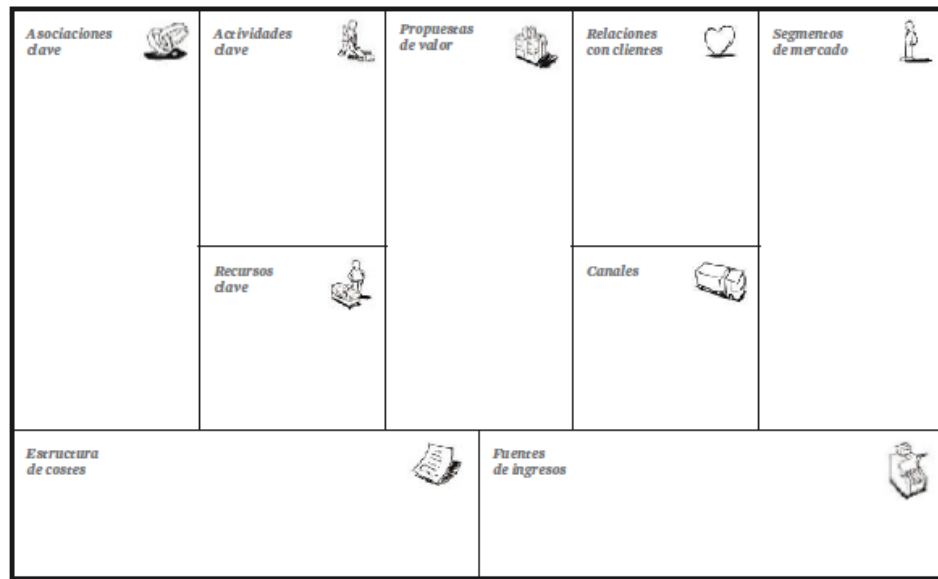 Asociaciones
clave
Actividades
clave
Propuestas
de valor
Relaciones
con clientes
Segmentos
de mercado
Recursos
clave
Canales
Estructura
de costes
Fuentes
de ingresos